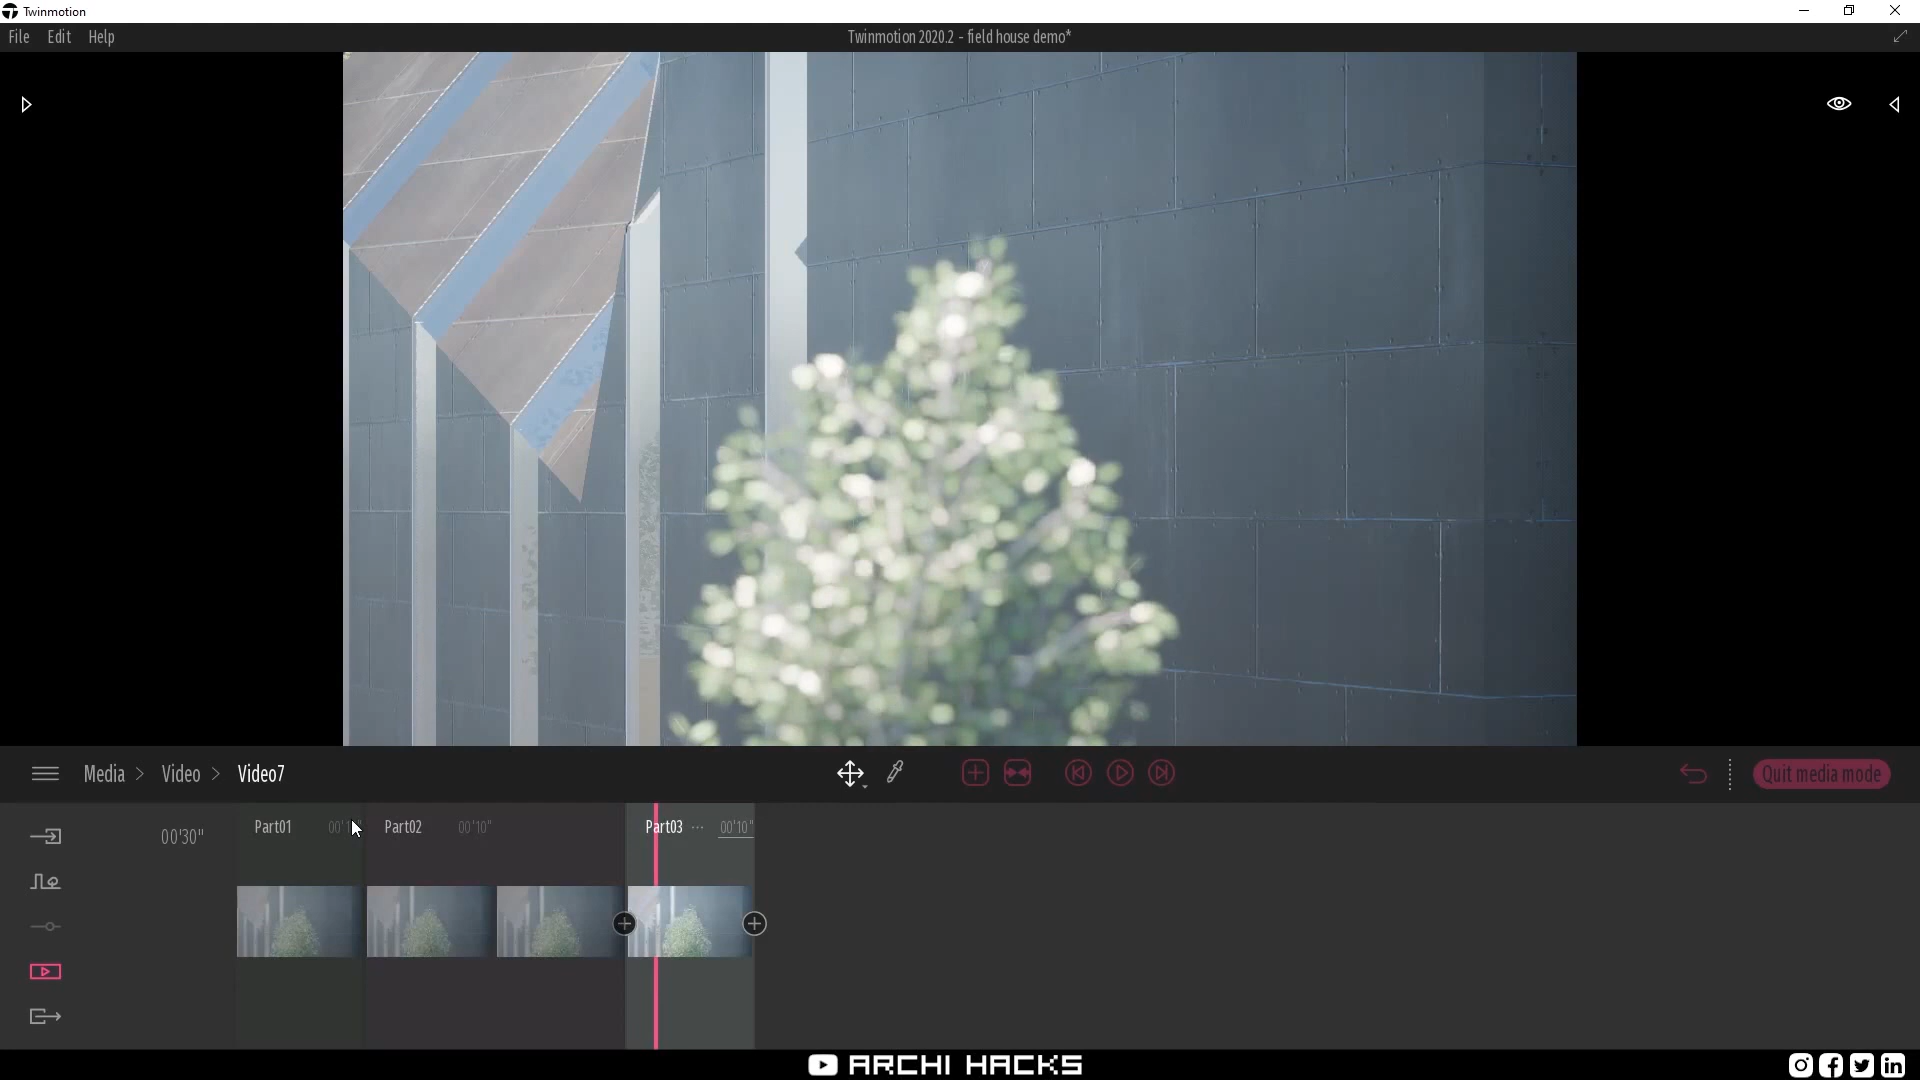 Twinmotion
File Edit Help
Twinmotion 2020.2 - field house demo*
Media > Video > Video7
Quit media mode
00'30"
Part01
Part02 00'10"
Part03 ... 00'10"
ARCHI HACKS